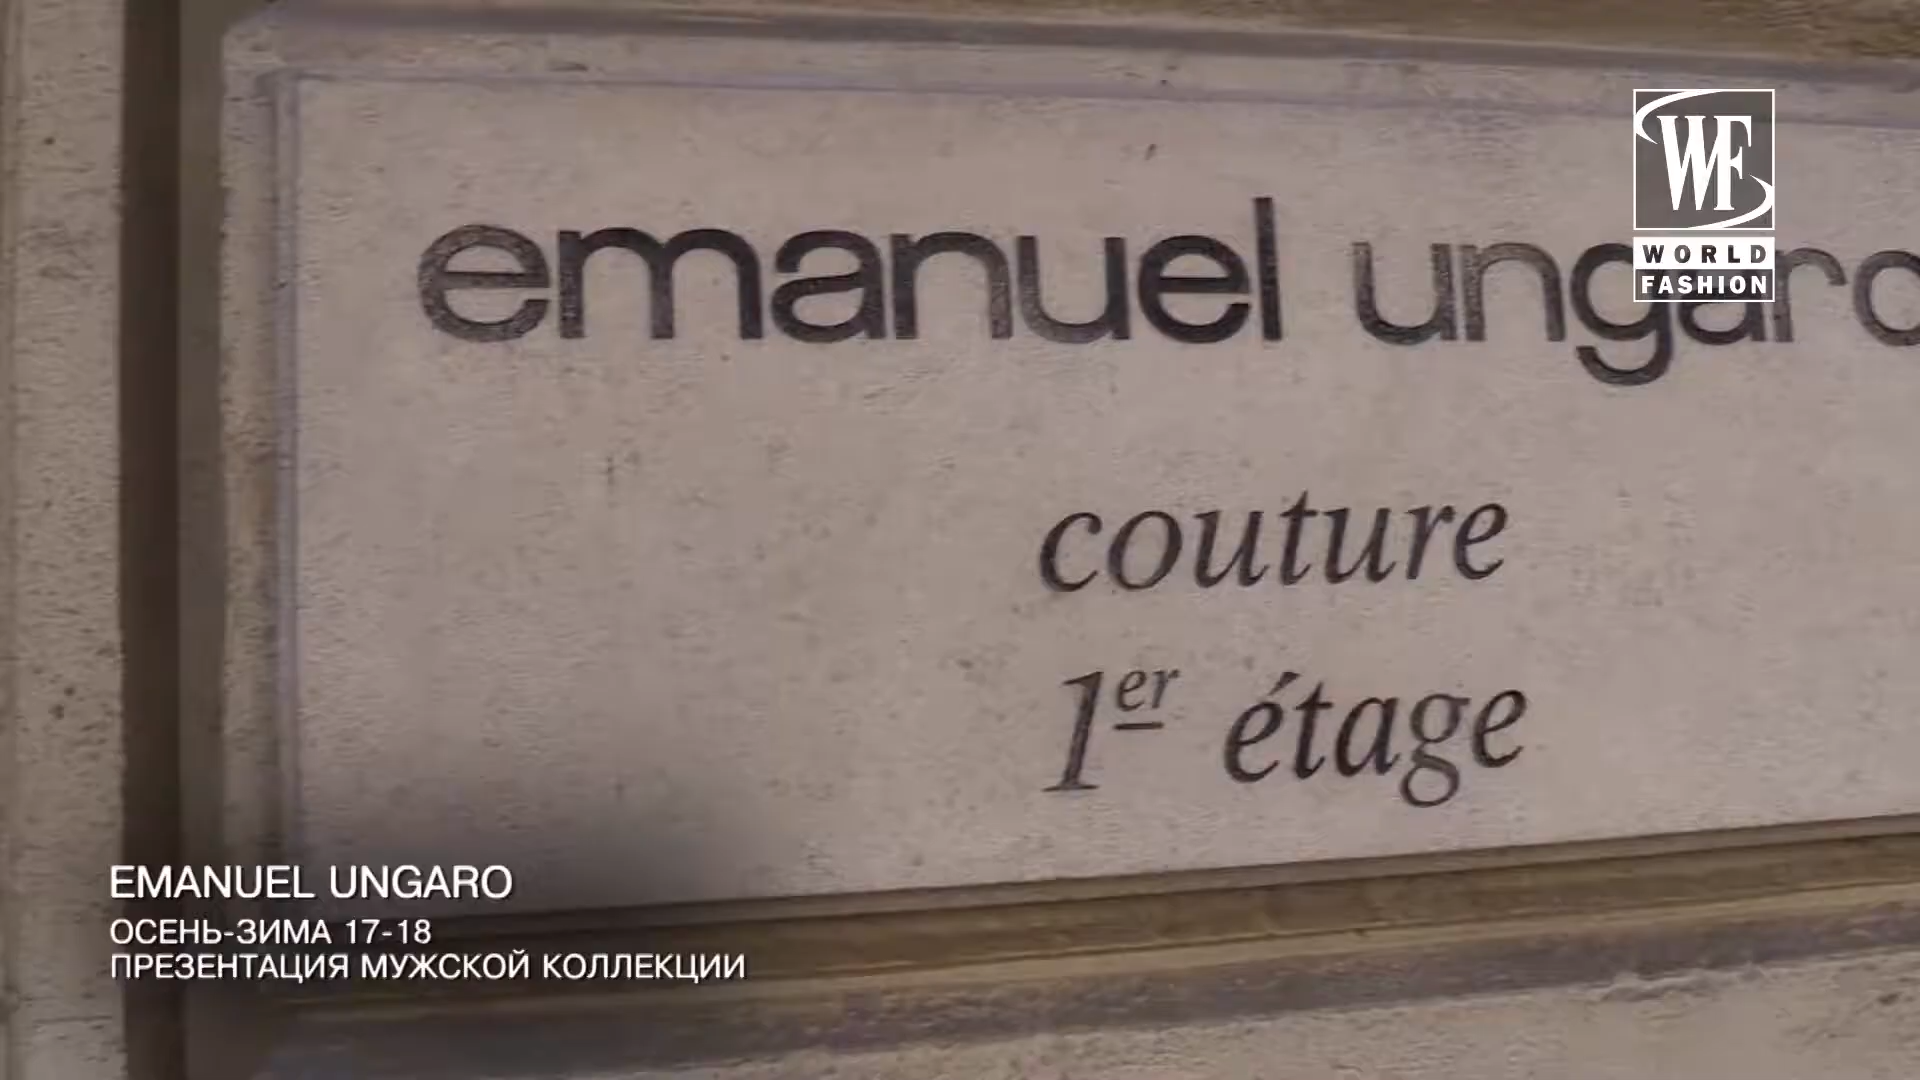 emanuel ungaro
couture
1er étage
WF
WORLD
FASHION
EMANUEL UNGARO
ОСЕНЬ-ЗИМА 17-18
ПРЕЗЕНТАЦИЯ МУЖСКОЙ КОЛЛЕКЦИИ